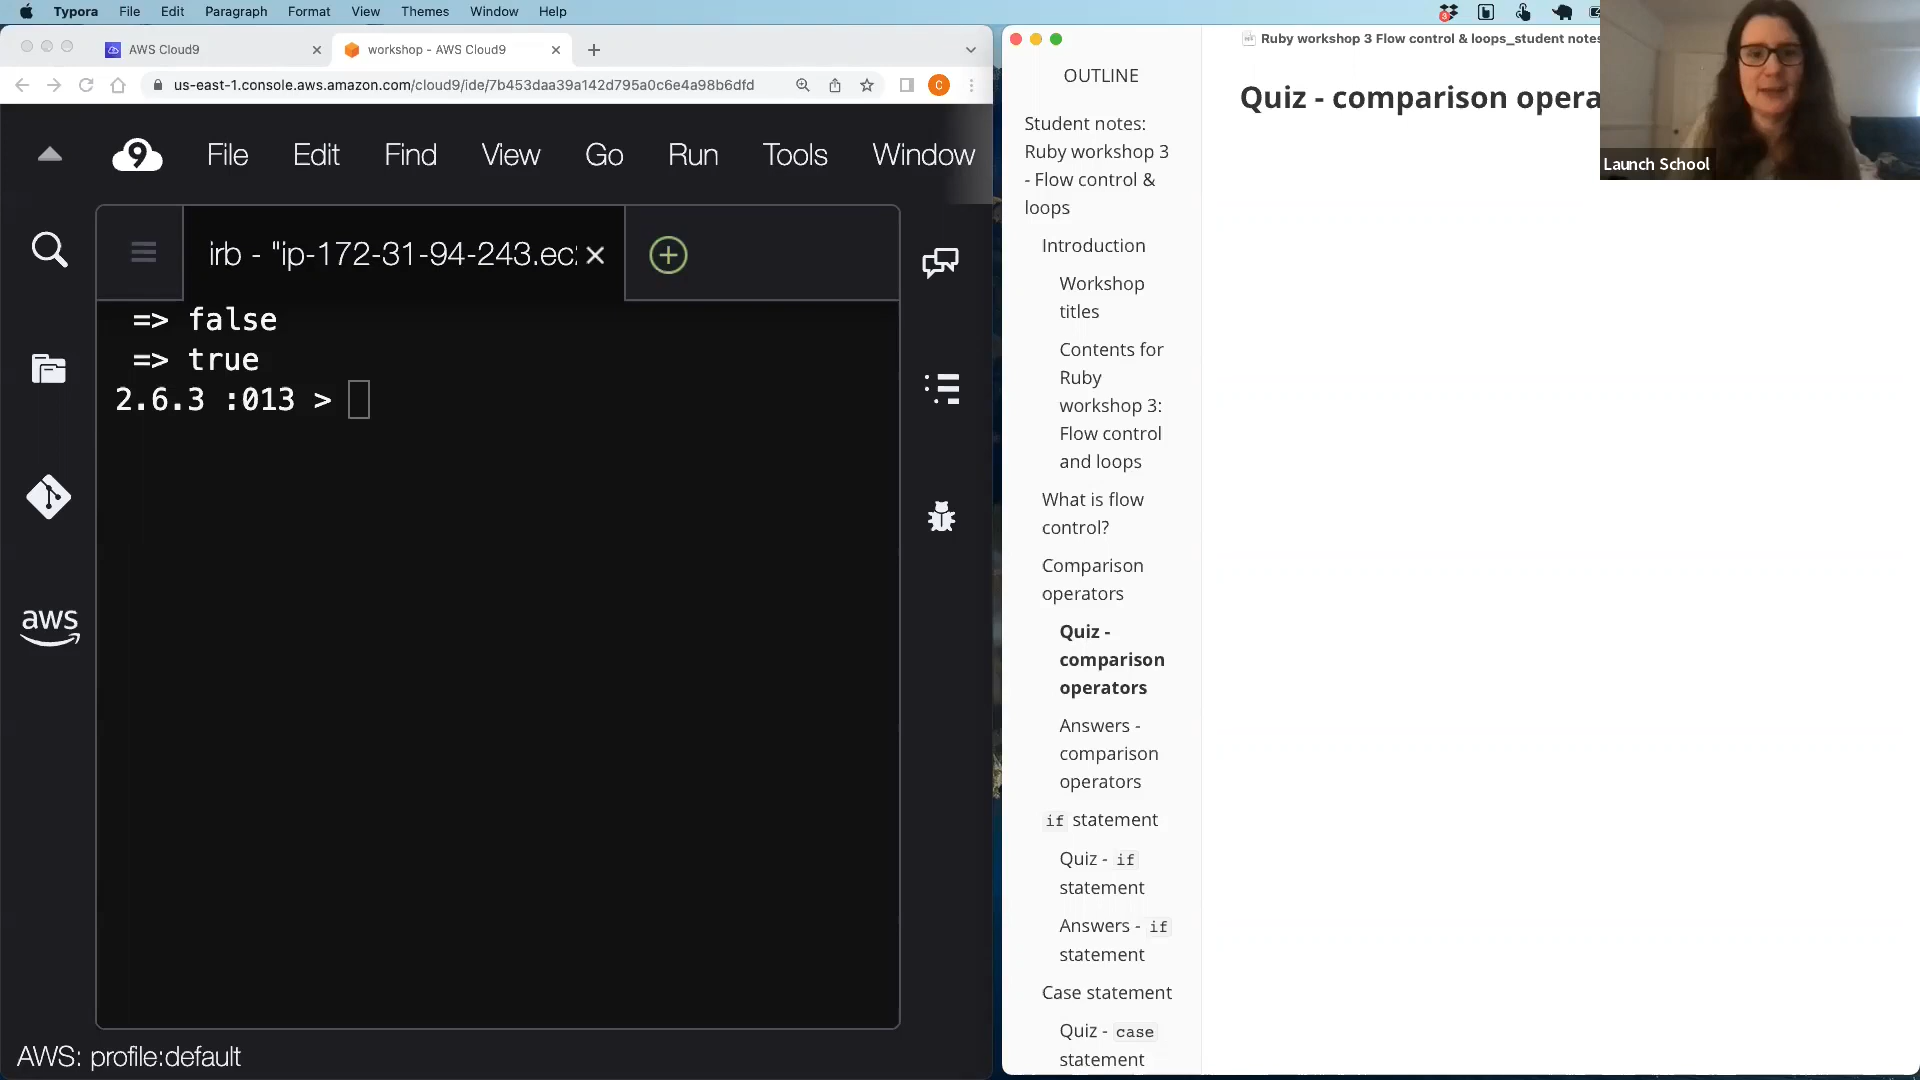 Typora File Edit Paragraph Format View Themes Window Help
3
AWS Cloud9
workshop - AWS Cloud9
us-east-1.console.aws.amazon.com/cloud9/ide/7b453daa39a142d795a0c6e4a98b6dfd
C
9 File Edit Find View Go Run Tools Window
irb - "ip-172-31-94-243.ec
=> false
=> true
2.6.3 :013 >
aws
AWS: profile:default
Ruby workshop 3 Flow control & loops_student notes
OUTLINE
Student notes:
Ruby workshop 3
- Flow control &
loops
Introduction
Workshop
titles
Contents for
Ruby
workshop 3:
Flow control
and loops
What is flow
control?
Comparison
operators
Quiz -
comparison
operators
Answers -
comparison
operators
if statement
Quiz - if
statement
Answers - if
statement
Case statement
Quiz - case
statement
Quiz - comparison opera
Launch School